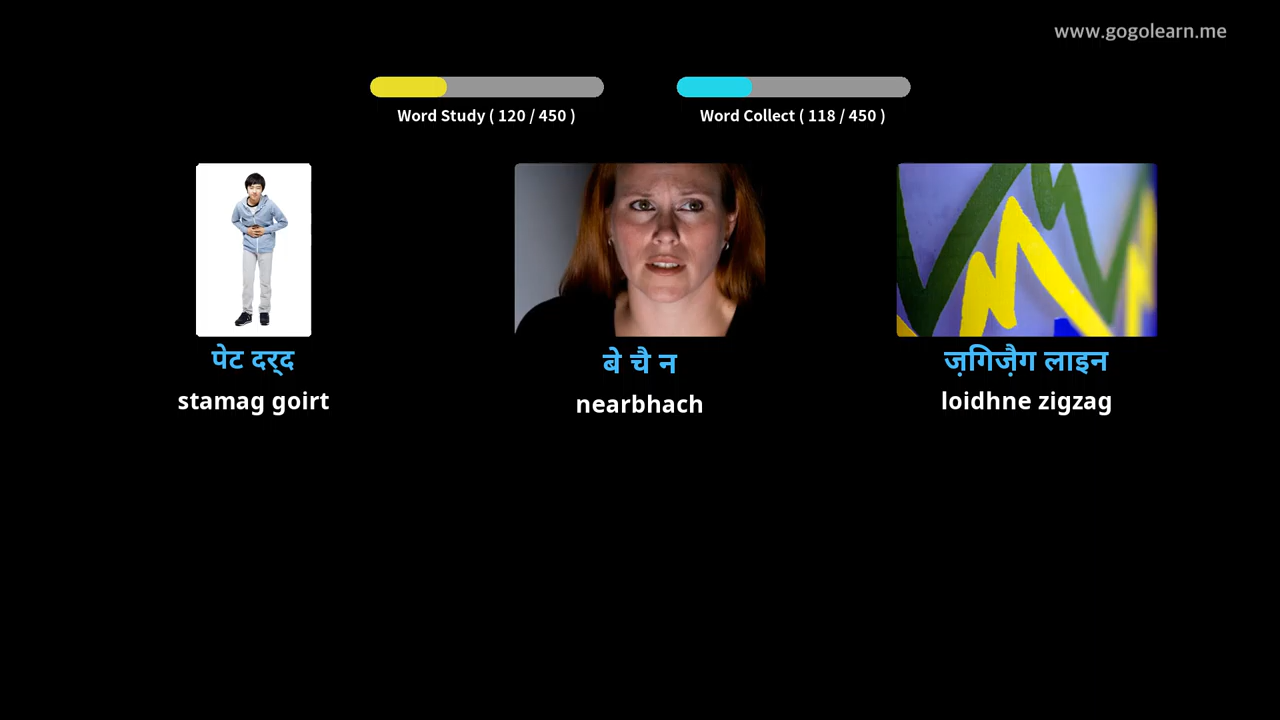 www.gogolearn.me
Word Study ( 120 / 450 )
Word Collect ( 118 / 450 )
पेट दर्‌द
बे चै न
ज़िगज़ैग लाइन
stamag goirt
nearbhach
loidhne zigzag